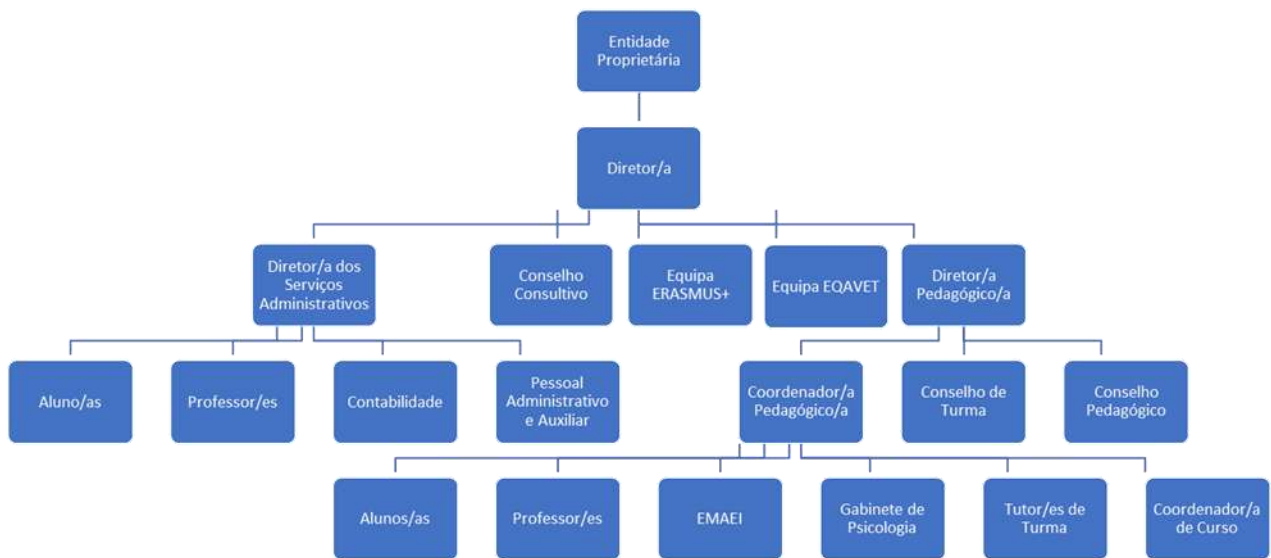 Entidade
Proprietária
Diretor/a
Diretor/a dos
Serviços
Administrativos
Conselho
Consultivo
Equipa
ERASMUS+
Equipa EQAVET
Diretor/a
Pedagógico/a
Aluno/as
Professor/es
Contabilidade
Pessoal
Administrativo
e Auxiliar
Coordenador/a
Pedagógico/a
Conselho de
Turma
Conselho
Pedagógico
Alunos/as
Professor/es
EMAEI
Gabinete de
Psicologia
Tutor/es de
Turma
Coordenador/a
de Curso